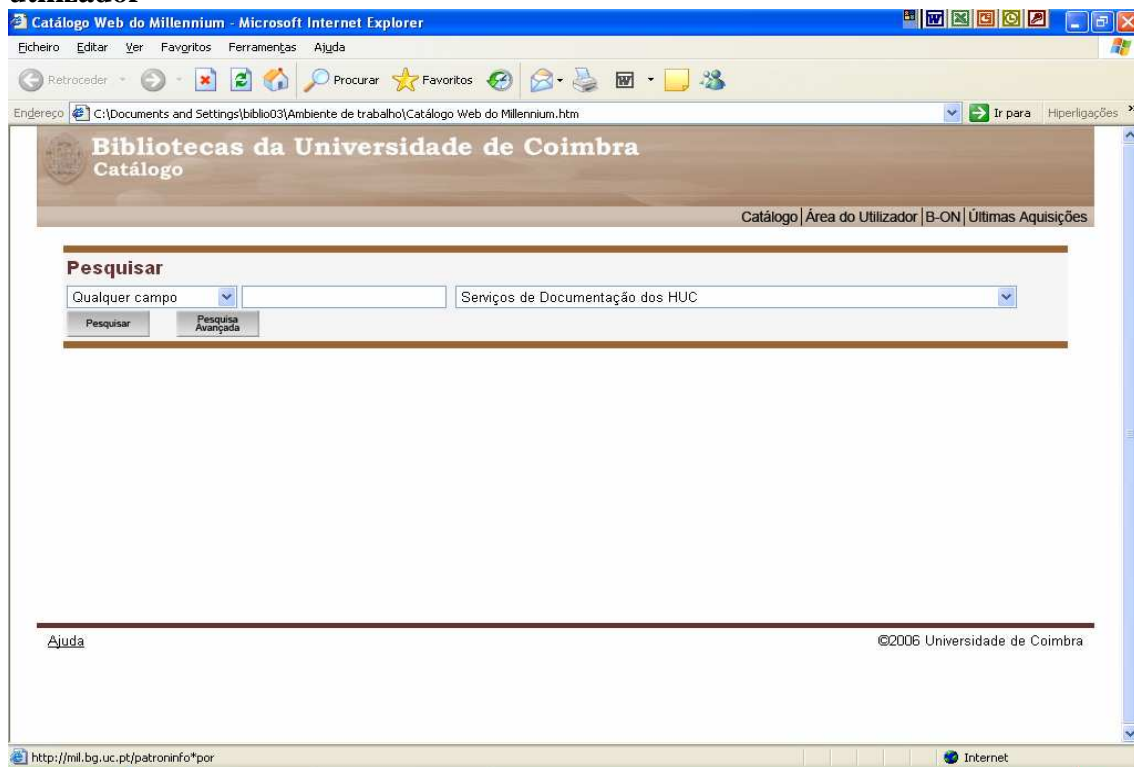 utilizador
Catálogo Web do Millennium - Microsoft Internet Explorer
Ficheiro Editar Ver Favoritos Ferramentas Ajuda
Retroceder Procurar Favoritos
Endereço C:\Documents and Settings\biblio03\Ambiente de trabalho\Catálogo Web do Millennium.htm Ir para Hiperligações
Bibliotecas da Universidade de Coimbra
Catálogo
Catálogo|Área do Utilizador|B-ON|Últimas Aquisições
Pesquisar
Qualquer campo Serviços de Documentação dos HUC
Pesquisar Pesquisa Avançada
Ajuda ©2006 Universidade de Coimbra
http://mil.bg.uc.pt/patroninfo*por Internet